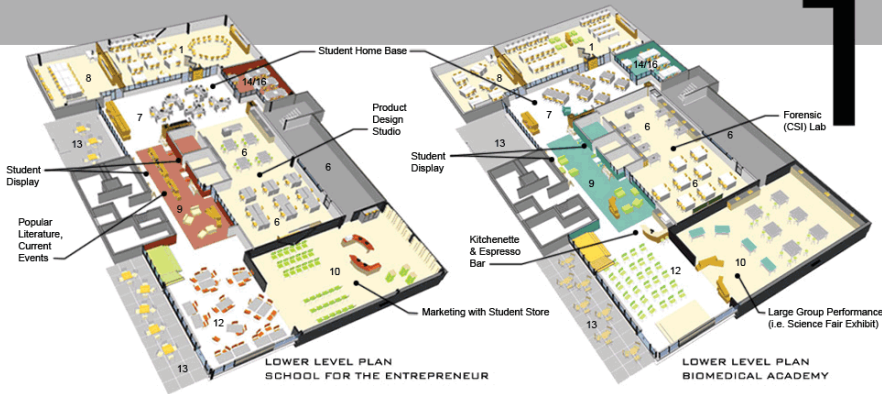 1
8
1
Student Home Base
1
8
14/16
14/16
7
Product
Design
Studio
7
Forensic
(CSI) Lab
13
6
6
6
6
13
Student
Display
Student
Display
9
6
9
6
Popular
Literature,
Current
Events
Kitchenette
& Espresso
Bar
10
12
10
Marketing with Student Store
Large Group Performance
(i.e. Science Fair Exhibit)
12
13
13
LOWER LEVEL PLAN
SCHOOL FOR THE ENTREPRENEUR
LOWER LEVEL PLAN
BIOMEDICAL ACADEMY